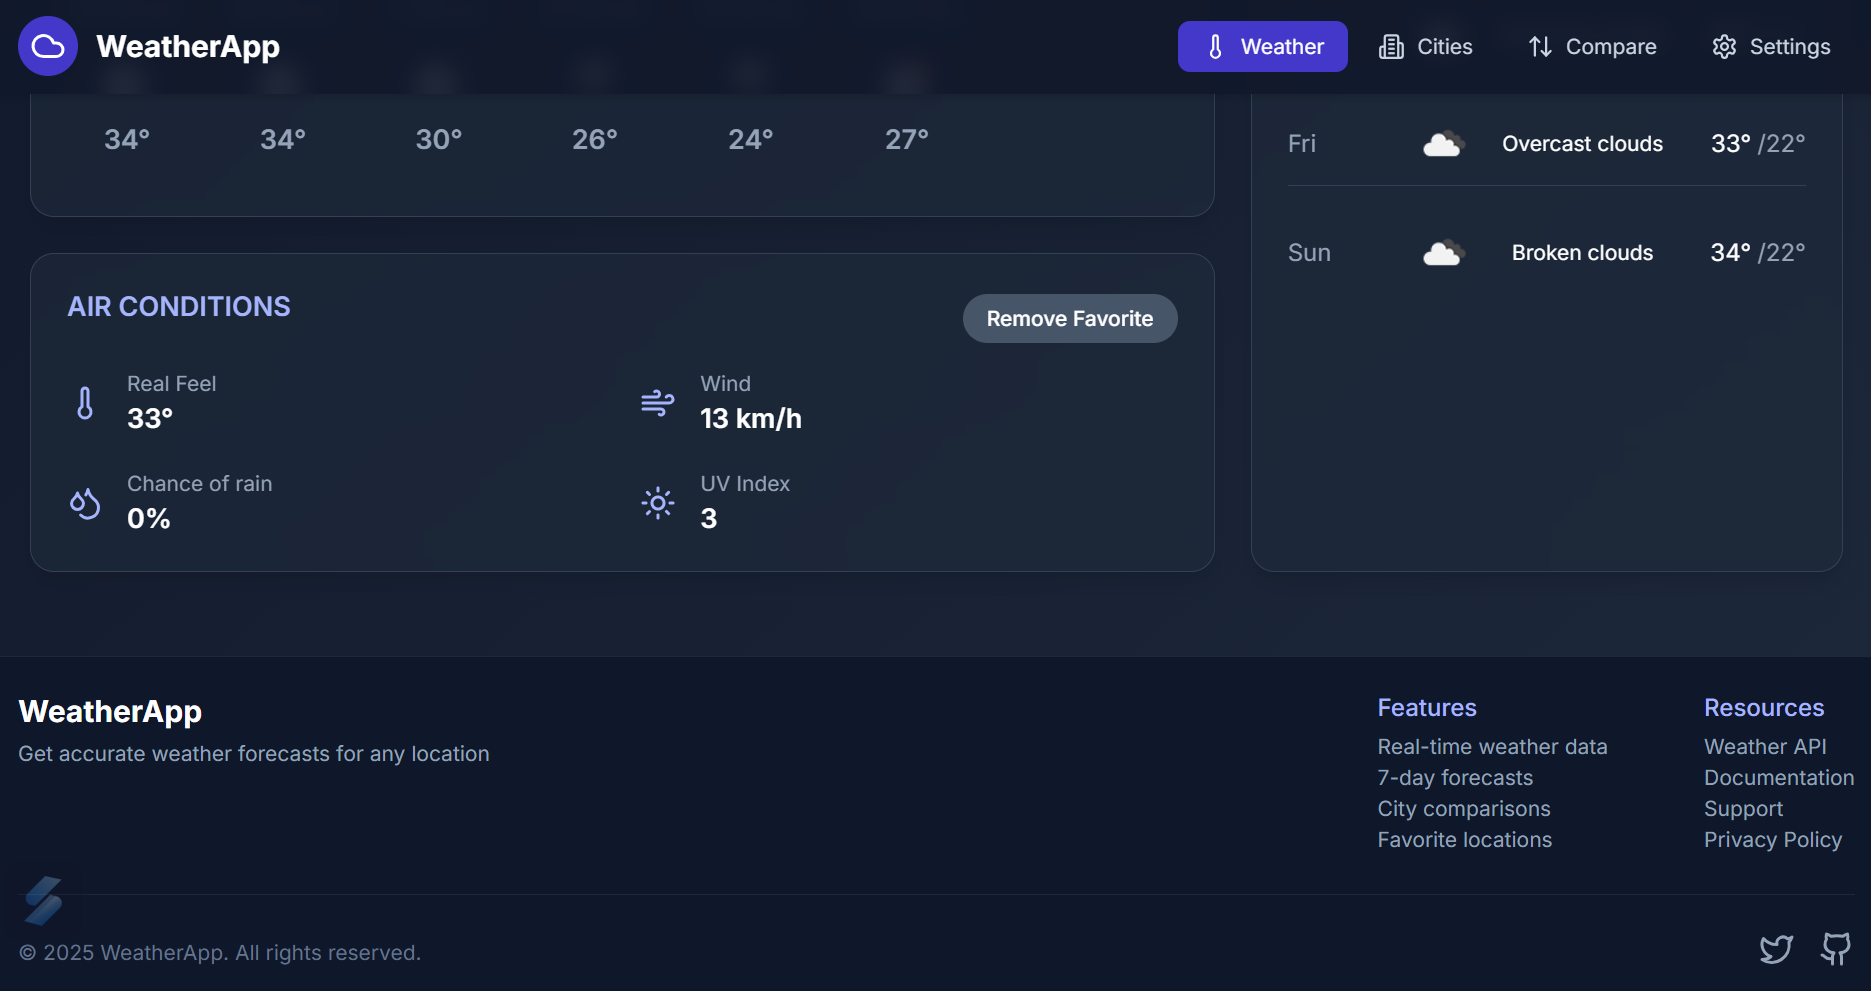 WeatherApp
Weather
Cities
Compare
Settings
34° 34° 30° 26° 24° 27°
Fri Overcast clouds 33° /22°
Sun Broken clouds 34° /22°
AIR CONDITIONS
Remove Favorite
Real Feel
33°
Wind
13 km/h
Chance of rain
0%
UV Index
3
WeatherApp
Get accurate weather forecasts for any location
Features
Real-time weather data
7-day forecasts
City comparisons
Favorite locations
Resources
Weather API
Documentation
Support
Privacy Policy
© 2025 WeatherApp. All rights reserved.